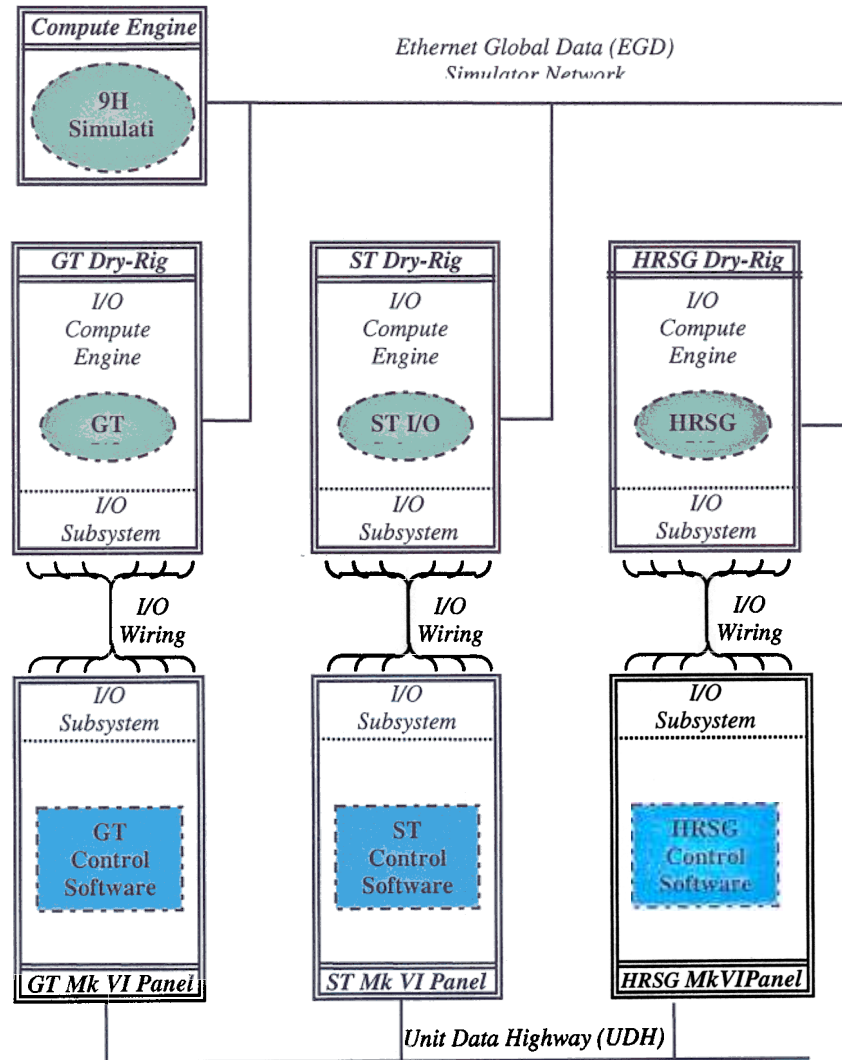 Compute Engine
9H
Simulati
Ethernet Global Data (EGD)
Simulator Network
GT Dry-Rig
I/O
Compute
Engine
GT
I/O
Subsystem
ST Dry-Rig
I/O
Compute
Engine
ST I/O
I/O
Subsystem
HRSG Dry-Rig
I/O
Compute
Engine
HRSG
I/O
Subsystem
I/O
Wiring
I/O
Wiring
I/O
Wiring
I/O
Subsystem
GT
Control
Software
GT Mk VI Panel
I/O
Subsystem
ST
Control
Software
ST Mk VI Panel
I/O
Subsystem
HRSG
Control
Software
HRSG MkVIPanel
Unit Data Highway (UDH)